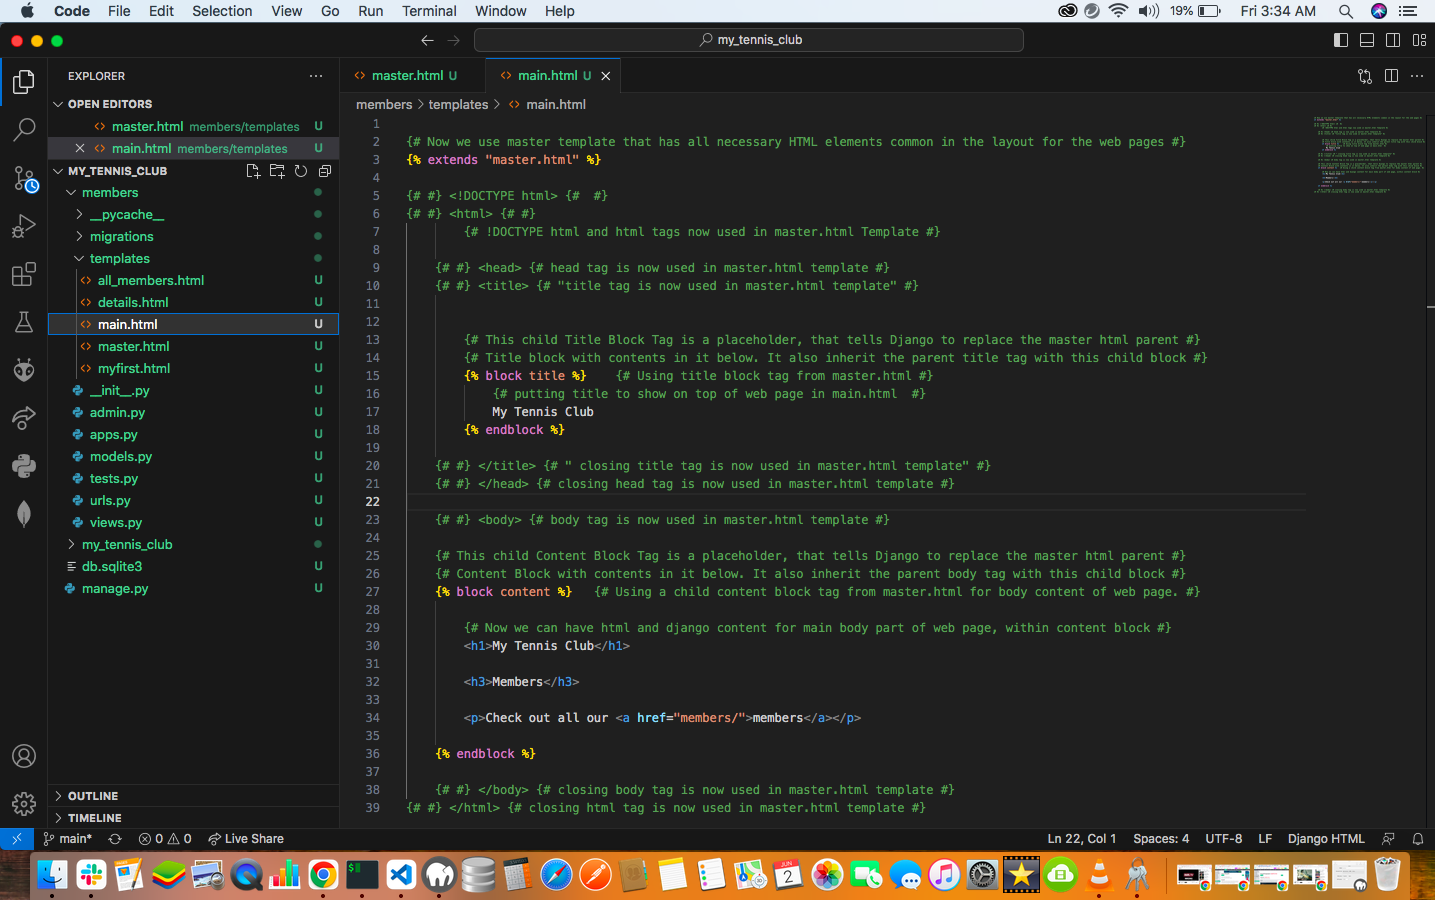 Code File Edit Selection View Go Run Terminal Window Help 19% Fri 3:34 AM
my_tennis_club
EXPLORER
master.html U main.html U
members > templates > main.html
OPEN EDITORS
master.html members/templates U
main.html members/templates U
MY_TENNIS_CLUB
members
__pycache__
migrations
templates
all_members.html U
details.html U
main.html U
master.html U
myfirst.html U
__init__.py U
admin.py U
apps.py U
models.py U
tests.py U
urls.py U
views.py U
my_tennis_club
db.sqlite3 U
manage.py U
OUTLINE
TIMELINE
1
2 {# Now we use master template that has all necessary HTML elements common in the layout for the web pages #}
3 {% extends "master.html" %}
4
5 {# #} <!DOCTYPE html> {#  #}
6 {# #} <html> {# #}
7 {# !DOCTYPE html and html tags now used in master.html Template #}
8
9 {# #} <head> {# head tag is now used in master.html template #}
10 {# #} <title> {# "title tag is now used in master.html template" #}
11
12
13 {# This child Title Block Tag is a placeholder, that tells Django to replace the master html parent #}
14 {# Title block with contents in it below. It also inherit the parent title tag with this child block #}
15 {% block title %} {# Using title block tag from master.html #}
16 {# putting title to show on top of web page in main.html  #}
17 My Tennis Club
18 {% endblock %}
19
20 {# #} </title> {# " closing title tag is now used in master.html template" #}
21 {# #} </head> {# closing head tag is now used in master.html template #}
22
23 {# #} <body> {# body tag is now used in master.html template #}
24
25 {# This child Content Block Tag is a placeholder, that tells Django to replace the master html parent #}
26 {# Content Block with contents in it below. It also inherit the parent body tag with this child block #}
27 {% block content %} {# Using a child content block tag from master.html for body content of web page. #}
28
29 {# Now we can have html and django content for main body part of web page, within content block #}
30 <h1>My Tennis Club</h1>
31
32 <h3>Members</h3>
33
34 <p>Check out all our <a href="members/">members</a></p>
35
36 {% endblock %}
37
38 {# #} </body> {# closing body tag is now used in master.html template #}
39 {# #} </html> {# closing html tag is now used in master.html template #}
main* 0 0 Live Share Ln 22, Col 1 Spaces: 4 UTF-8 LF Django HTML
JUN
2